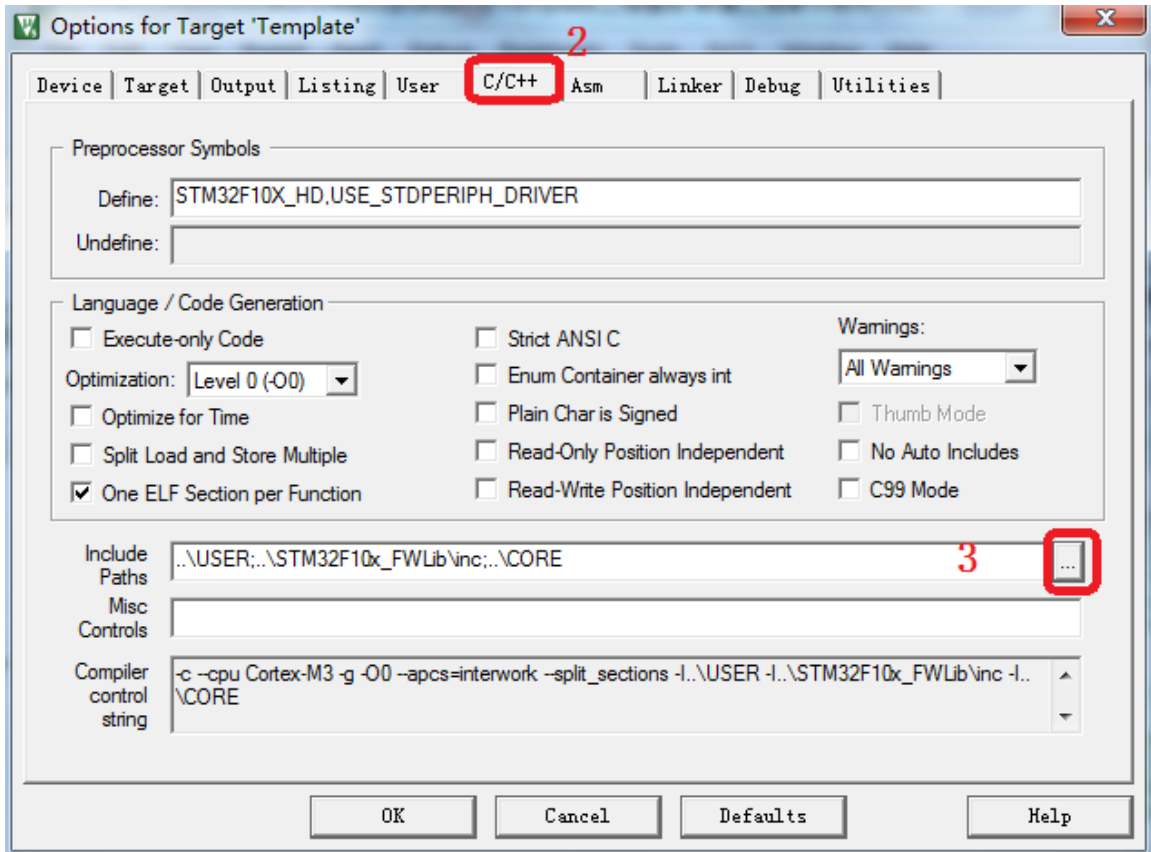 Options for Target 'Template'
2
Device Target Output Listing User C/C++ Asm Linker Debug Utilities
Preprocessor Symbols
Define: STM32F10X_HD,USE_STDPERIPH_DRIVER
Undefine:
Language / Code Generation
Execute-only Code
Optimization: Level 0 (-O0)
Optimize for Time
Split Load and Store Multiple
One ELF Section per Function
Strict ANSI C
Enum Container always int
Plain Char is Signed
Read-Only Position Independent
Read-Write Position Independent
Warnings:
All Warnings
Thumb Mode
No Auto Includes
C99 Mode
Include
Paths
..\USER;..\STM32F10x_FWLib\inc;..\CORE
3
...
Misc
Controls
Compiler
control
string
-c --cpu Cortex-M3 -g -O0 --apcs=interwork --split_sections -I..\USER -I..\STM32F10x_FWLib\inc -I..
\CORE
OK Cancel Defaults Help